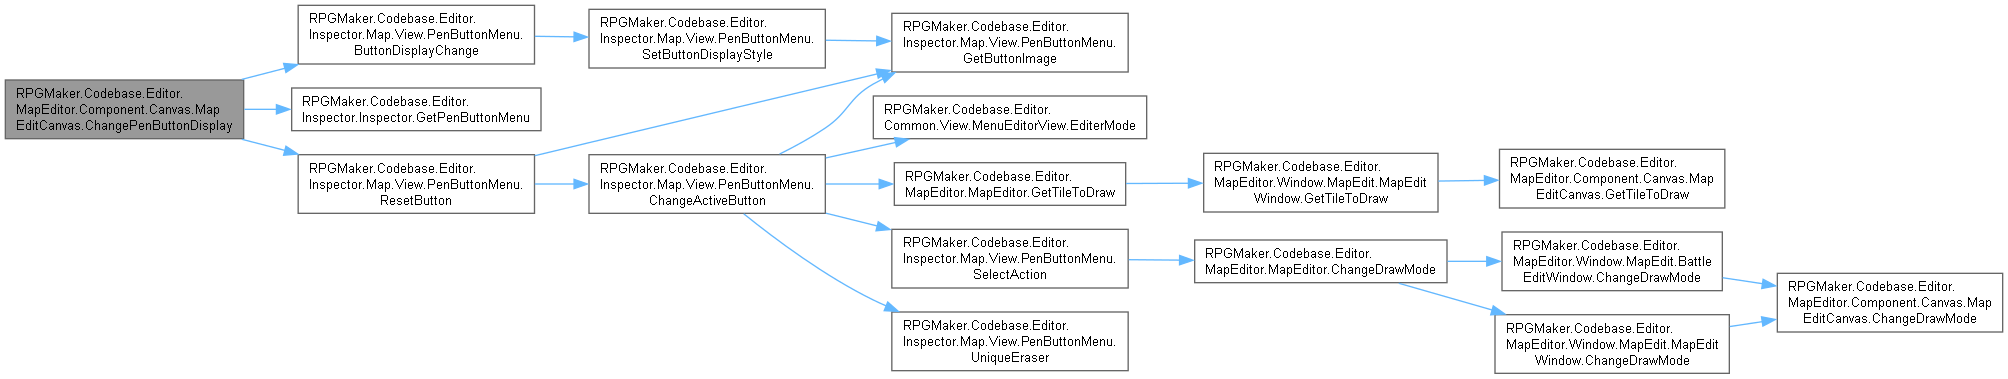 RPGMaker.Codebase.Editor.
MapEditor.Component.Canvas.Map
EditCanvas.ChangePenButtonDisplay
RPGMaker.Codebase.Editor.
Inspector.Map.View.PenButtonMenu.
ButtonDisplayChange
RPGMaker.Codebase.Editor.
Inspector.Map.View.PenButtonMenu.
SetButtonDisplayStyle
RPGMaker.Codebase.Editor.
Inspector.Map.View.PenButtonMenu.
GetButtonImage
RPGMaker.Codebase.Editor.
Inspector.Inspector.GetPenButtonMenu
RPGMaker.Codebase.Editor.
Inspector.Map.View.PenButtonMenu.
ResetButton
RPGMaker.Codebase.Editor.
Inspector.Map.View.PenButtonMenu.
ChangeActiveButton
RPGMaker.Codebase.Editor.
Common.View.MenuEditorView.EditerMode
RPGMaker.Codebase.Editor.
MapEditor.MapEditor.GetTileToDraw
RPGMaker.Codebase.Editor.
MapEditor.Window.MapEdit.MapEdit
Window.GetTileToDraw
RPGMaker.Codebase.Editor.
MapEditor.Component.Canvas.Map
EditCanvas.GetTileToDraw
RPGMaker.Codebase.Editor.
Inspector.Map.View.PenButtonMenu.
SelectAction
RPGMaker.Codebase.Editor.
MapEditor.MapEditor.ChangeDrawMode
RPGMaker.Codebase.Editor.
MapEditor.Window.MapEdit.Battle
EditWindow.ChangeDrawMode
RPGMaker.Codebase.Editor.
MapEditor.Window.MapEdit.MapEdit
Window.ChangeDrawMode
RPGMaker.Codebase.Editor.
MapEditor.Component.Canvas.Map
EditCanvas.ChangeDrawMode
RPGMaker.Codebase.Editor.
Inspector.Map.View.PenButtonMenu.
UniqueEraser